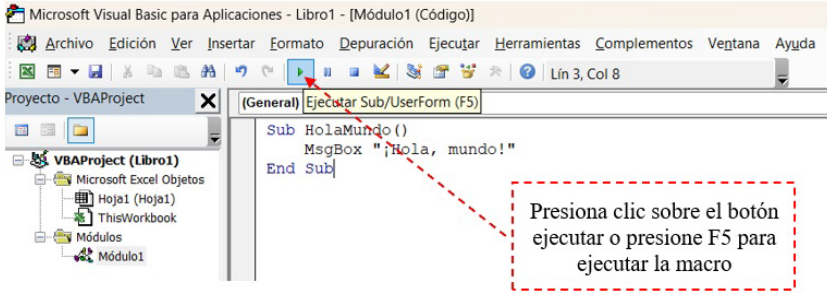 Microsoft Visual Basic para Aplicaciones - Libro1 - [Módulo1 (Código)]
Archivo Edición Ver Insertar Formato Depuración Ejecutar Herramientas Complementos Ventana Ayuda
Lín 3, Col 8
Proyecto - VBAProject
(General)
Ejecutar Sub/UserForm (F5)
VBAProject (Libro1)
Microsoft Excel Objetos
Hoja1 (Hoja1)
ThisWorkbook
Módulos
Módulo1
Sub HolaMundo()
MsgBox "¡Hola, mundo!"
End Sub
Presiona clic sobre el botón
ejecutar o presione F5 para
ejecutar la macro